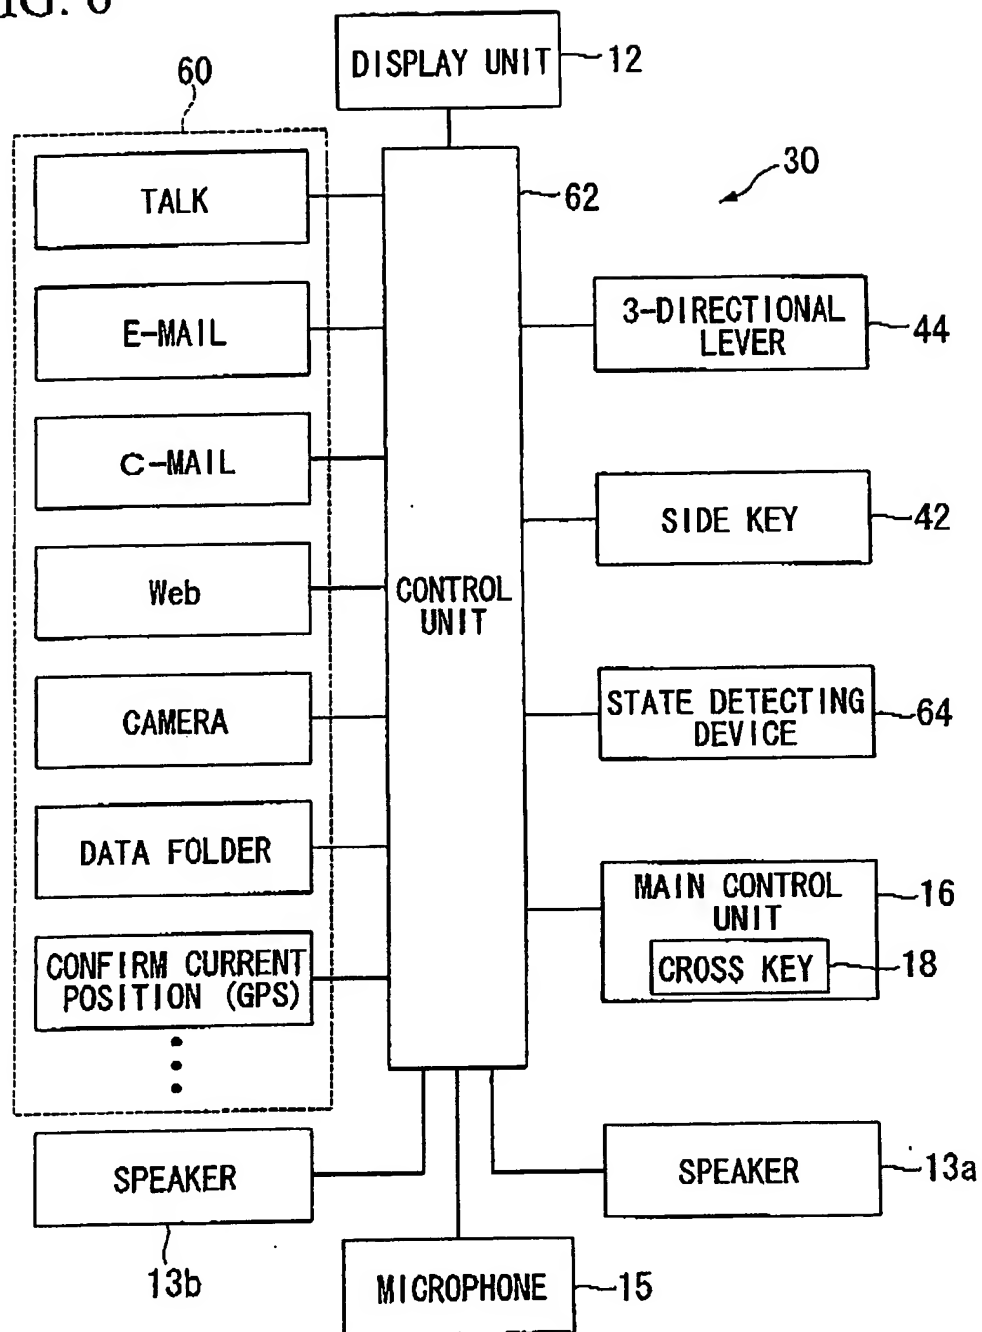 FIG. 6
DISPLAY UNIT
12
60
30
62
TALK
E-MAIL
C-MAIL
Web
CAMERA
DATA FOLDER
CONFIRM CURRENT
POSITION (GPS)
CONTROL
UNIT
3-DIRECTIONAL
LEVER
44
SIDE KEY
42
STATE DETECTING
DEVICE
64
MAIN CONTROL
UNIT
16
CROSS KEY
18
SPEAKER
13b
SPEAKER
13a
MICROPHONE
15